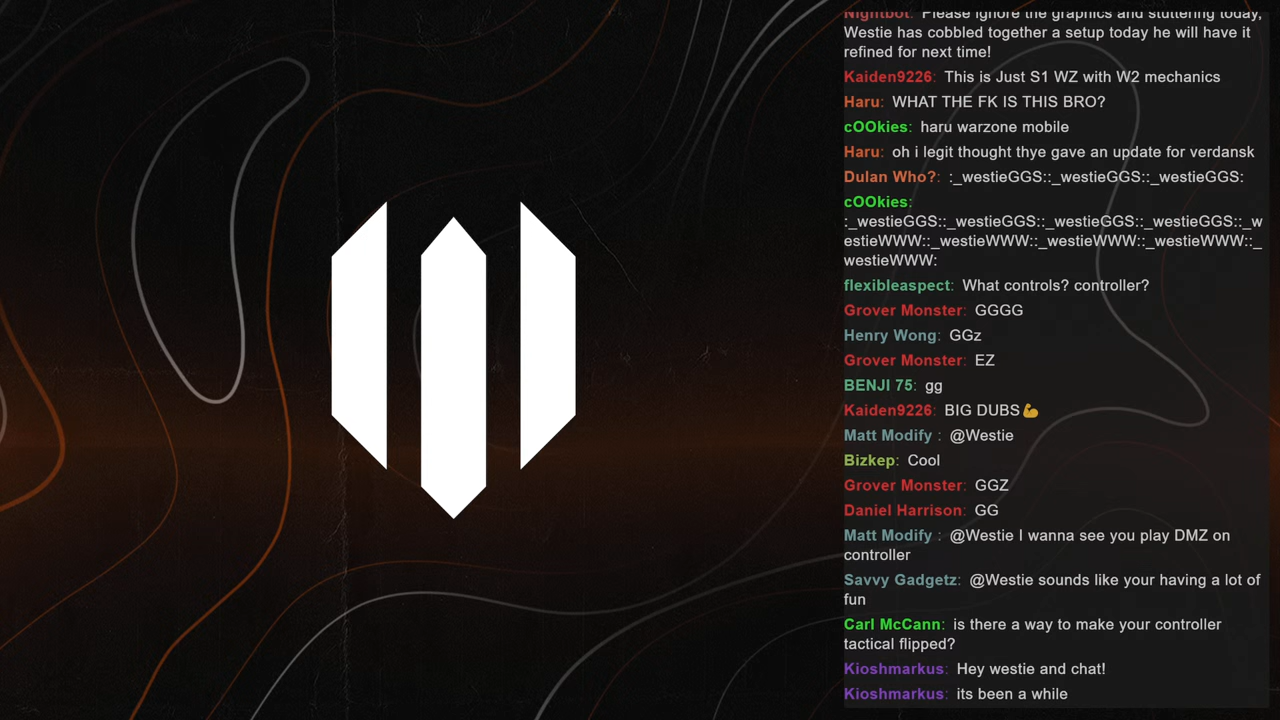 Nightbot: Please ignore the graphics and stuttering today,
Westie has cobbled together a setup today he will have it
refined for next time!
Kaiden9226: This is Just S1 WZ with W2 mechanics
Haru: WHAT THE FK IS THIS BRO?
cOOkies: haru warzone mobile
Haru: oh i legit thought thye gave an update for verdansk
Dulan Who?: :_westieGGS::_westieGGS::_westieGGS:
cOOkies:
:_westieGGS::_westieGGS::_westieGGS::_westieGGS::_w
estieWWW::_westieWWW::_westieWWW::_westieWWW::_
westieWWW:
flexibleaspect: What controls? controller?
Grover Monster: GGGG
Henry Wong: GGz
Grover Monster: EZ
BENJI 75: gg
Kaiden9226: BIG DUBS💪
Matt Modify : @Westie
Bizkep: Cool
Grover Monster: GGZ
Daniel Harrison: GG
Matt Modify : @Westie I wanna see you play DMZ on
controller
Savvy Gadgetz: @Westie sounds like your having a lot of
fun
Carl McCann: is there a way to make your controller
tactical flipped?
Kioshmarkus: Hey westie and chat!
Kioshmarkus: its been a while